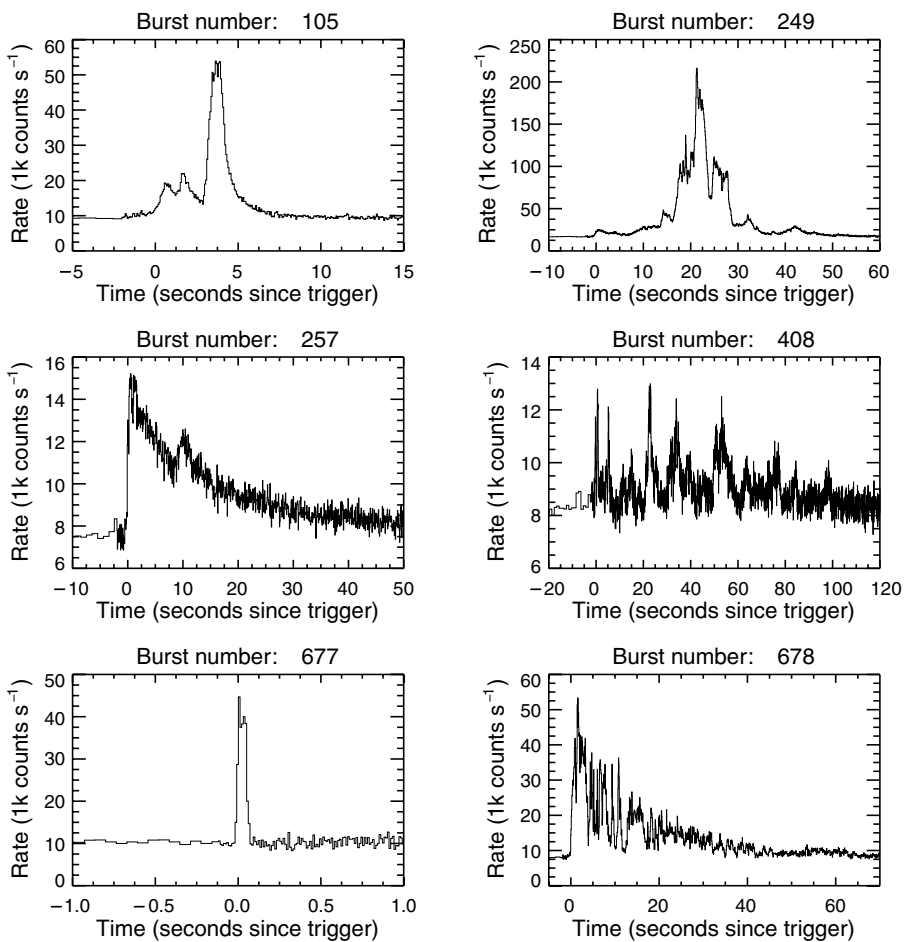 Burst number: 105
60
50
40
30
20
10
0
Rate (1k counts s⁻¹)
−5 0 5 10 15
Time (seconds since trigger)
Burst number: 249
250
200
150
100
50
0
Rate (1k counts s⁻¹)
−10 0 10 20 30 40 50 60
Time (seconds since trigger)
Burst number: 257
16
14
12
10
8
6
Rate (1k counts s⁻¹)
−10 0 10 20 30 40 50
Time (seconds since trigger)
Burst number: 408
14
12
10
8
6
Rate (1k counts s⁻¹)
−20 0 20 40 60 80 100 120
Time (seconds since trigger)
Burst number: 677
50
40
30
20
10
0
Rate (1k counts s⁻¹)
−1.0 −0.5 0.0 0.5 1.0
Time (seconds since trigger)
Burst number: 678
60
50
40
30
20
10
0
Rate (1k counts s⁻¹)
0 20 40 60
Time (seconds since trigger)